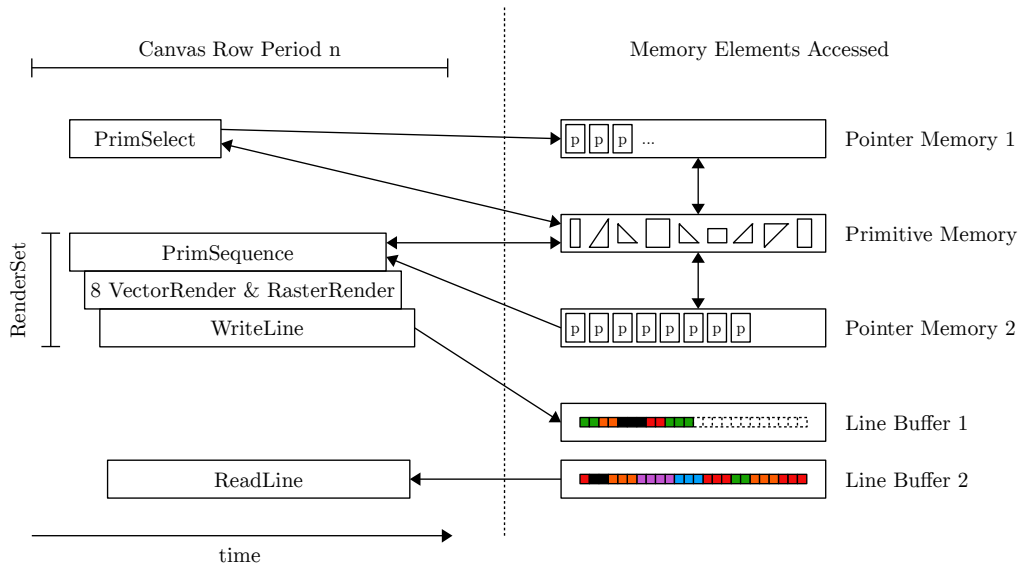 Canvas Row Period n
Memory Elements Accessed
PrimSelect
p p p ...
Pointer Memory 1
RenderSet
PrimSequence
Primitive Memory
8 VectorRender & RasterRender
WriteLine
p p p p p p p p
Pointer Memory 2
Line Buffer 1
ReadLine
Line Buffer 2
time